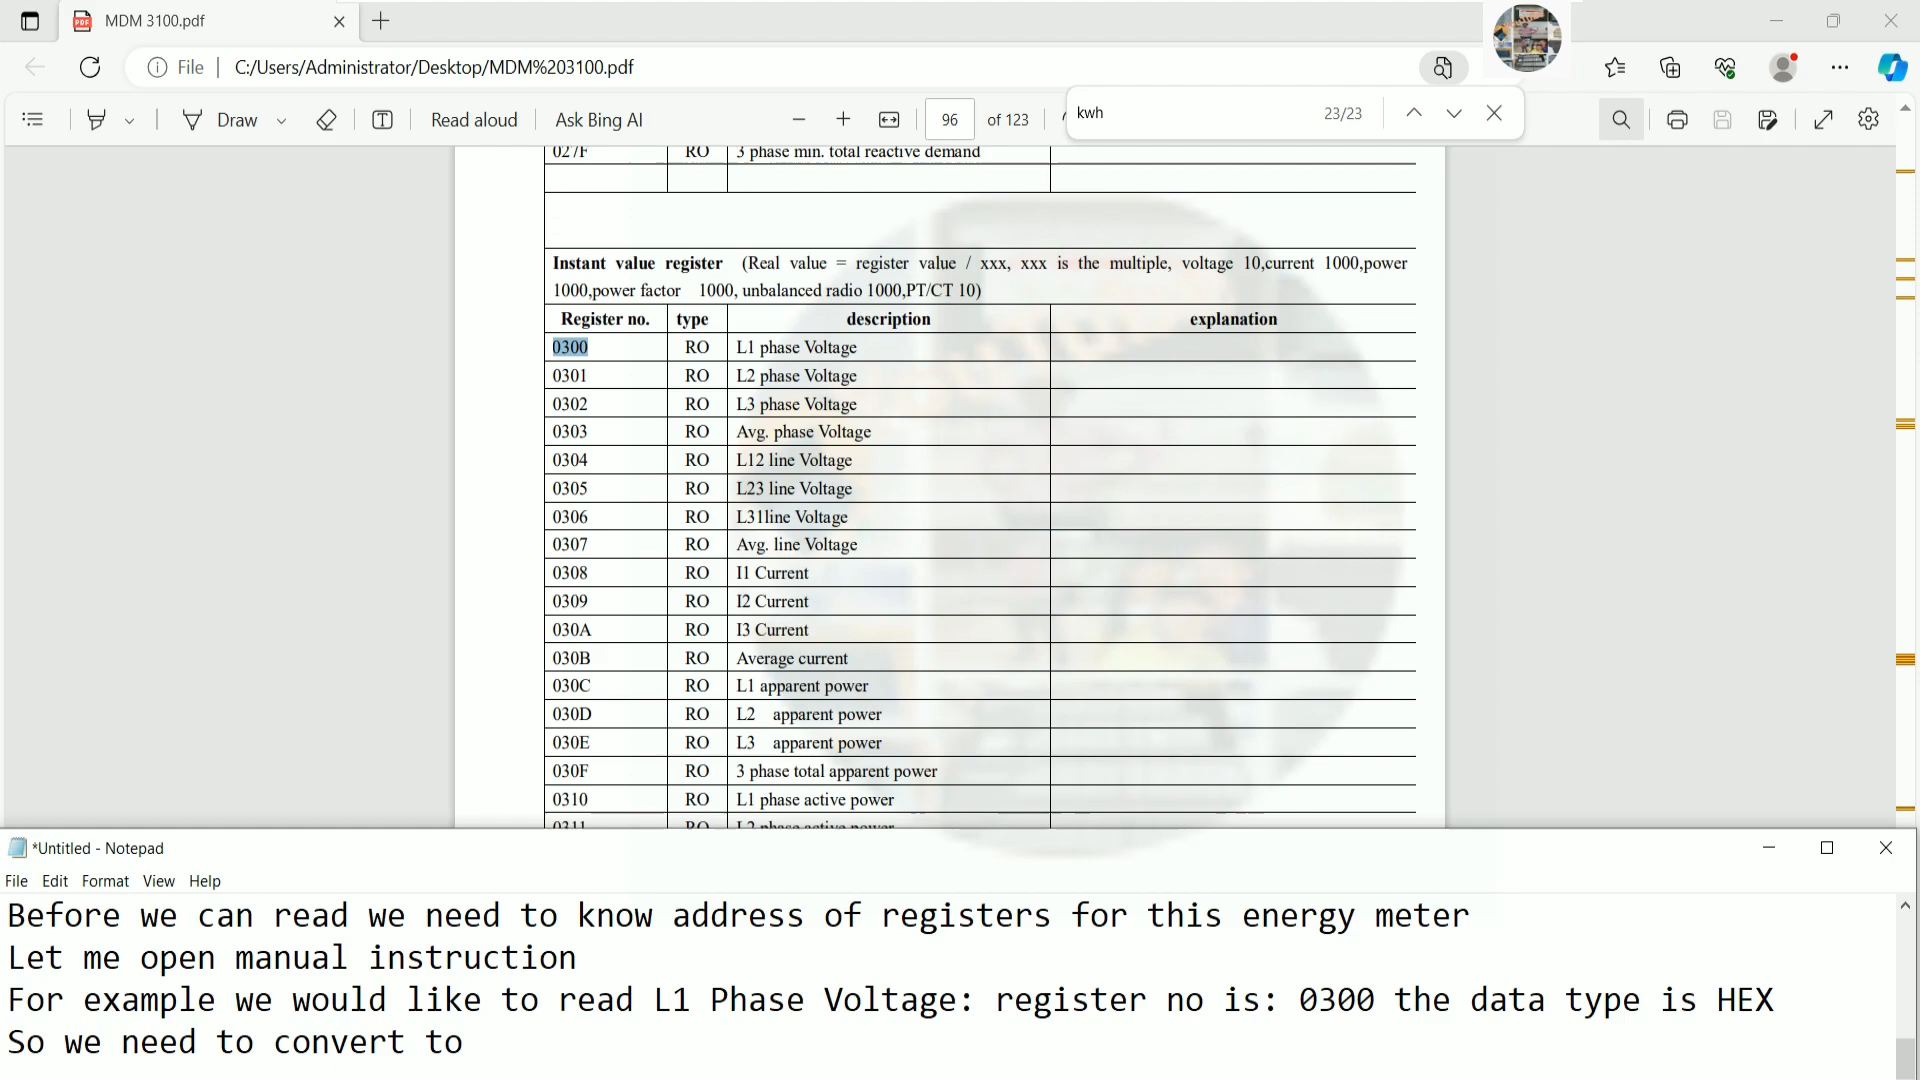 MDM 3100.pdf
File C:/Users/Administrator/Desktop/MDM%203100.pdf
Draw Read aloud Ask Bing AI 96 of 123 kwh 23/23
027F RO 3 phase min. total reactive demand
Instant value register (Real value = register value / xxx, xxx is the multiple, voltage 10,current 1000,power
1000,power factor 1000, unbalanced radio 1000,PT/CT 10)
Register no. type description explanation
0300 RO L1 phase Voltage
0301 RO L2 phase Voltage
0302 RO L3 phase Voltage
0303 RO Avg. phase Voltage
0304 RO L12 line Voltage
0305 RO L23 line Voltage
0306 RO L31line Voltage
0307 RO Avg. line Voltage
0308 RO I1 Current
0309 RO I2 Current
030A RO I3 Current
030B RO Average current
030C RO L1 apparent power
030D RO L2 apparent power
030E RO L3 apparent power
030F RO 3 phase total apparent power
0310 RO L1 phase active power
0311 RO L2 phase active power
*Untitled - Notepad
File Edit Format View Help
Before we can read we need to know address of registers for this energy meter
Let me open manual instruction
For example we would like to read L1 Phase Voltage: register no is: 0300 the data type is HEX
So we need to convert to